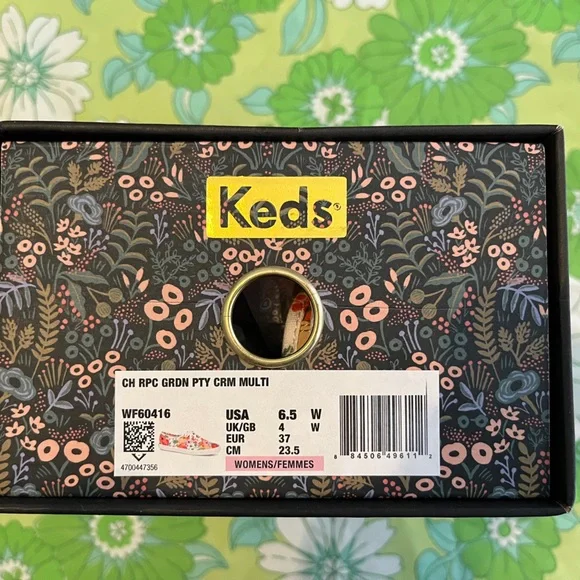 Keds®
CH RPC GRDN PTY CRM MULTI
WF60416
USA 6.5 W
UK/GB 4 W
EUR 37
CM 23.5
WOMENS/FEMMES
4700447356
6 84506 49611 2